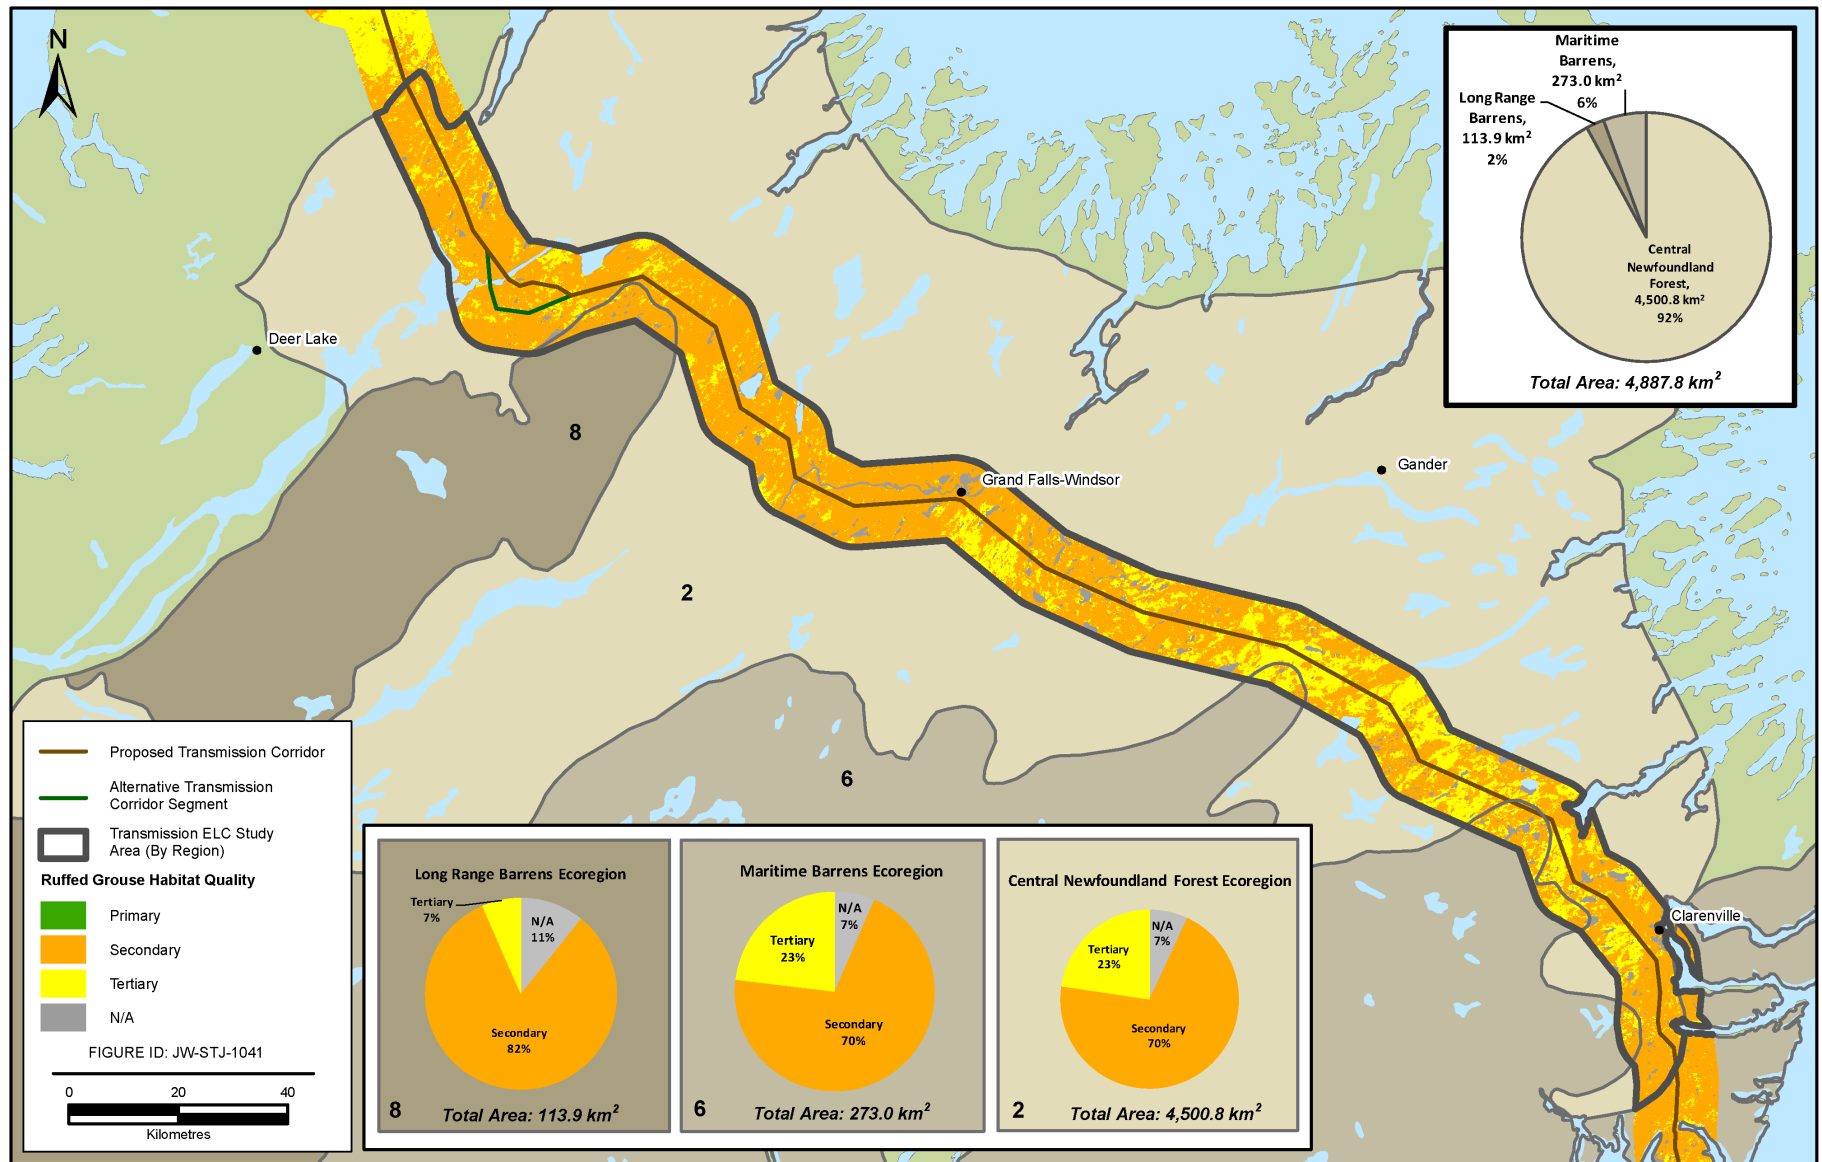 N
Maritime
Barrens,
273.0 km²
6%
Long Range
Barrens,
113.9 km²
2%
Central
Newfoundland
Forest,
4,500.8 km²
92%
Total Area: 4,887.8 km²
Deer Lake
8
Grand Falls-Windsor
Gander
2
6
Clarenville
Proposed Transmission Corridor
Alternative Transmission
Corridor Segment
Transmission ELC Study
Area (By Region)
Ruffed Grouse Habitat Quality
Primary
Secondary
Tertiary
N/A
FIGURE ID: JW-STJ-1041
0 20 40
Kilometres
Long Range Barrens Ecoregion
Tertiary
7%
N/A
11%
Secondary
82%
8 Total Area: 113.9 km²
Maritime Barrens Ecoregion
N/A
7%
Tertiary
23%
Secondary
70%
6 Total Area: 273.0 km²
Central Newfoundland Forest Ecoregion
N/A
7%
Tertiary
23%
Secondary
70%
2 Total Area: 4,500.8 km²